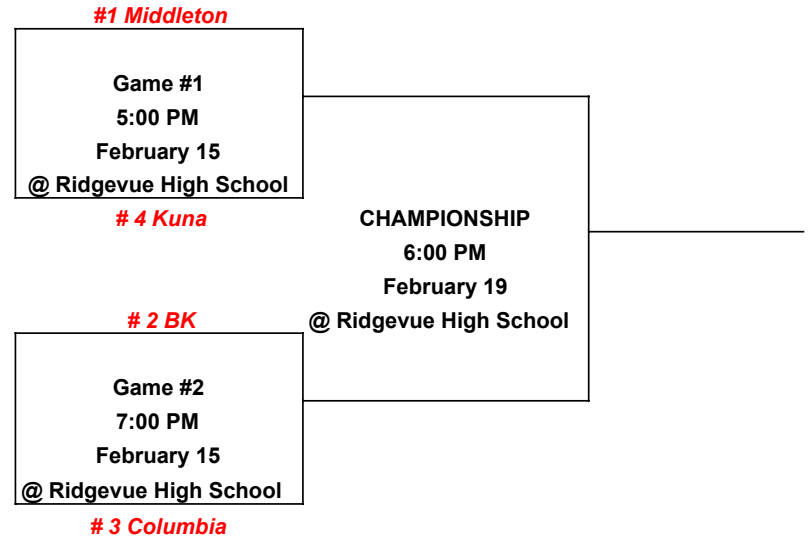 #1 Middleton
Game #1
5:00 PM
February 15
@ Ridgevue High School
# 4 Kuna
CHAMPIONSHIP
6:00 PM
February 19
@ Ridgevue High School
# 2 BK
Game #2
7:00 PM
February 15
@ Ridgevue High School
# 3 Columbia